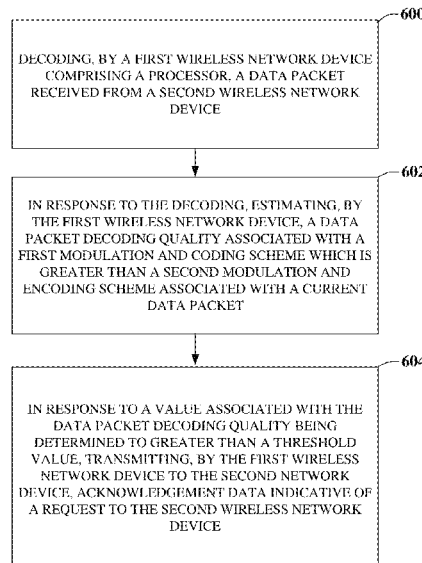 600
DECODING, BY A FIRST WIRELESS NETWORK DEVICE
COMPRISING A PROCESSOR, A DATA PACKET
RECEIVED FROM A SECOND WIRELESS NETWORK
DEVICE
602
IN RESPONSE TO THE DECODING, ESTIMATING, BY
THE FIRST WIRELESS NETWORK DEVICE, A DATA
PACKET DECODING QUALITY ASSOCIATED WITH A
FIRST MODULATION AND CODING SCHEME WHICH IS
GREATER THAN A SECOND MODULATION AND
ENCODING SCHEME ASSOCIATED WITH A CURRENT
DATA PACKET
604
IN RESPONSE TO A VALUE ASSOCIATED WITH THE
DATA PACKET DECODING QUALITY BEING
DETERMINED TO GREATER THAN A THRESHOLD
VALUE, TRANSMITTING, BY THE FIRST WIRELESS
NETWORK DEVICE TO THE SECOND NETWORK
DEVICE, ACKNOWLEDGEMENT DATA INDICATIVE OF
A REQUEST TO THE SECOND WIRELESS NETWORK
DEVICE